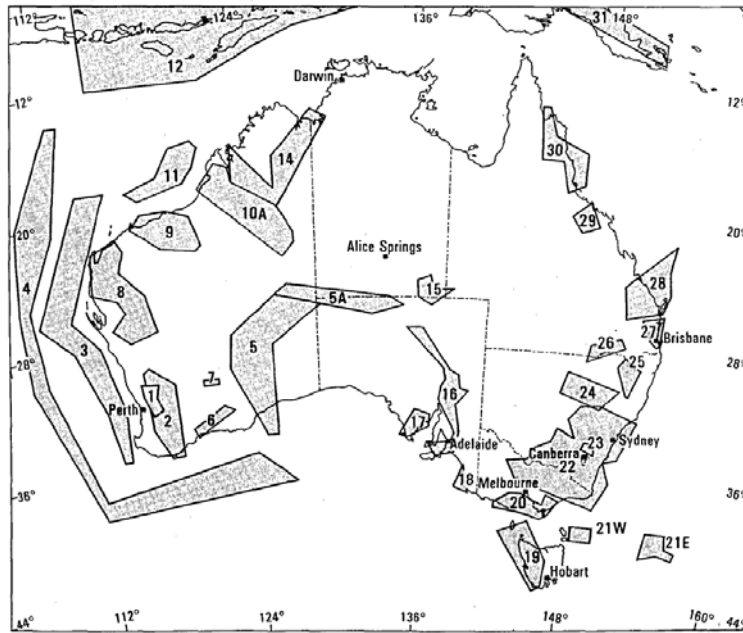 112° 124° 136° 148°
31
12
Darwin
12° 12°
30
14
11
10A
29
9
20° 20°
Alice Springs
4
15
28
8
5A
27
3
26
Brisbane
5
25
28° 28°
7
24
1
16
Perth
2
6
17
23
Sydney
Adelaide
Canberra
22
18
Melbourne
36° 36°
20
21W
21E
19
Hobart
44° 112° 124° 136° 148° 160° 44°